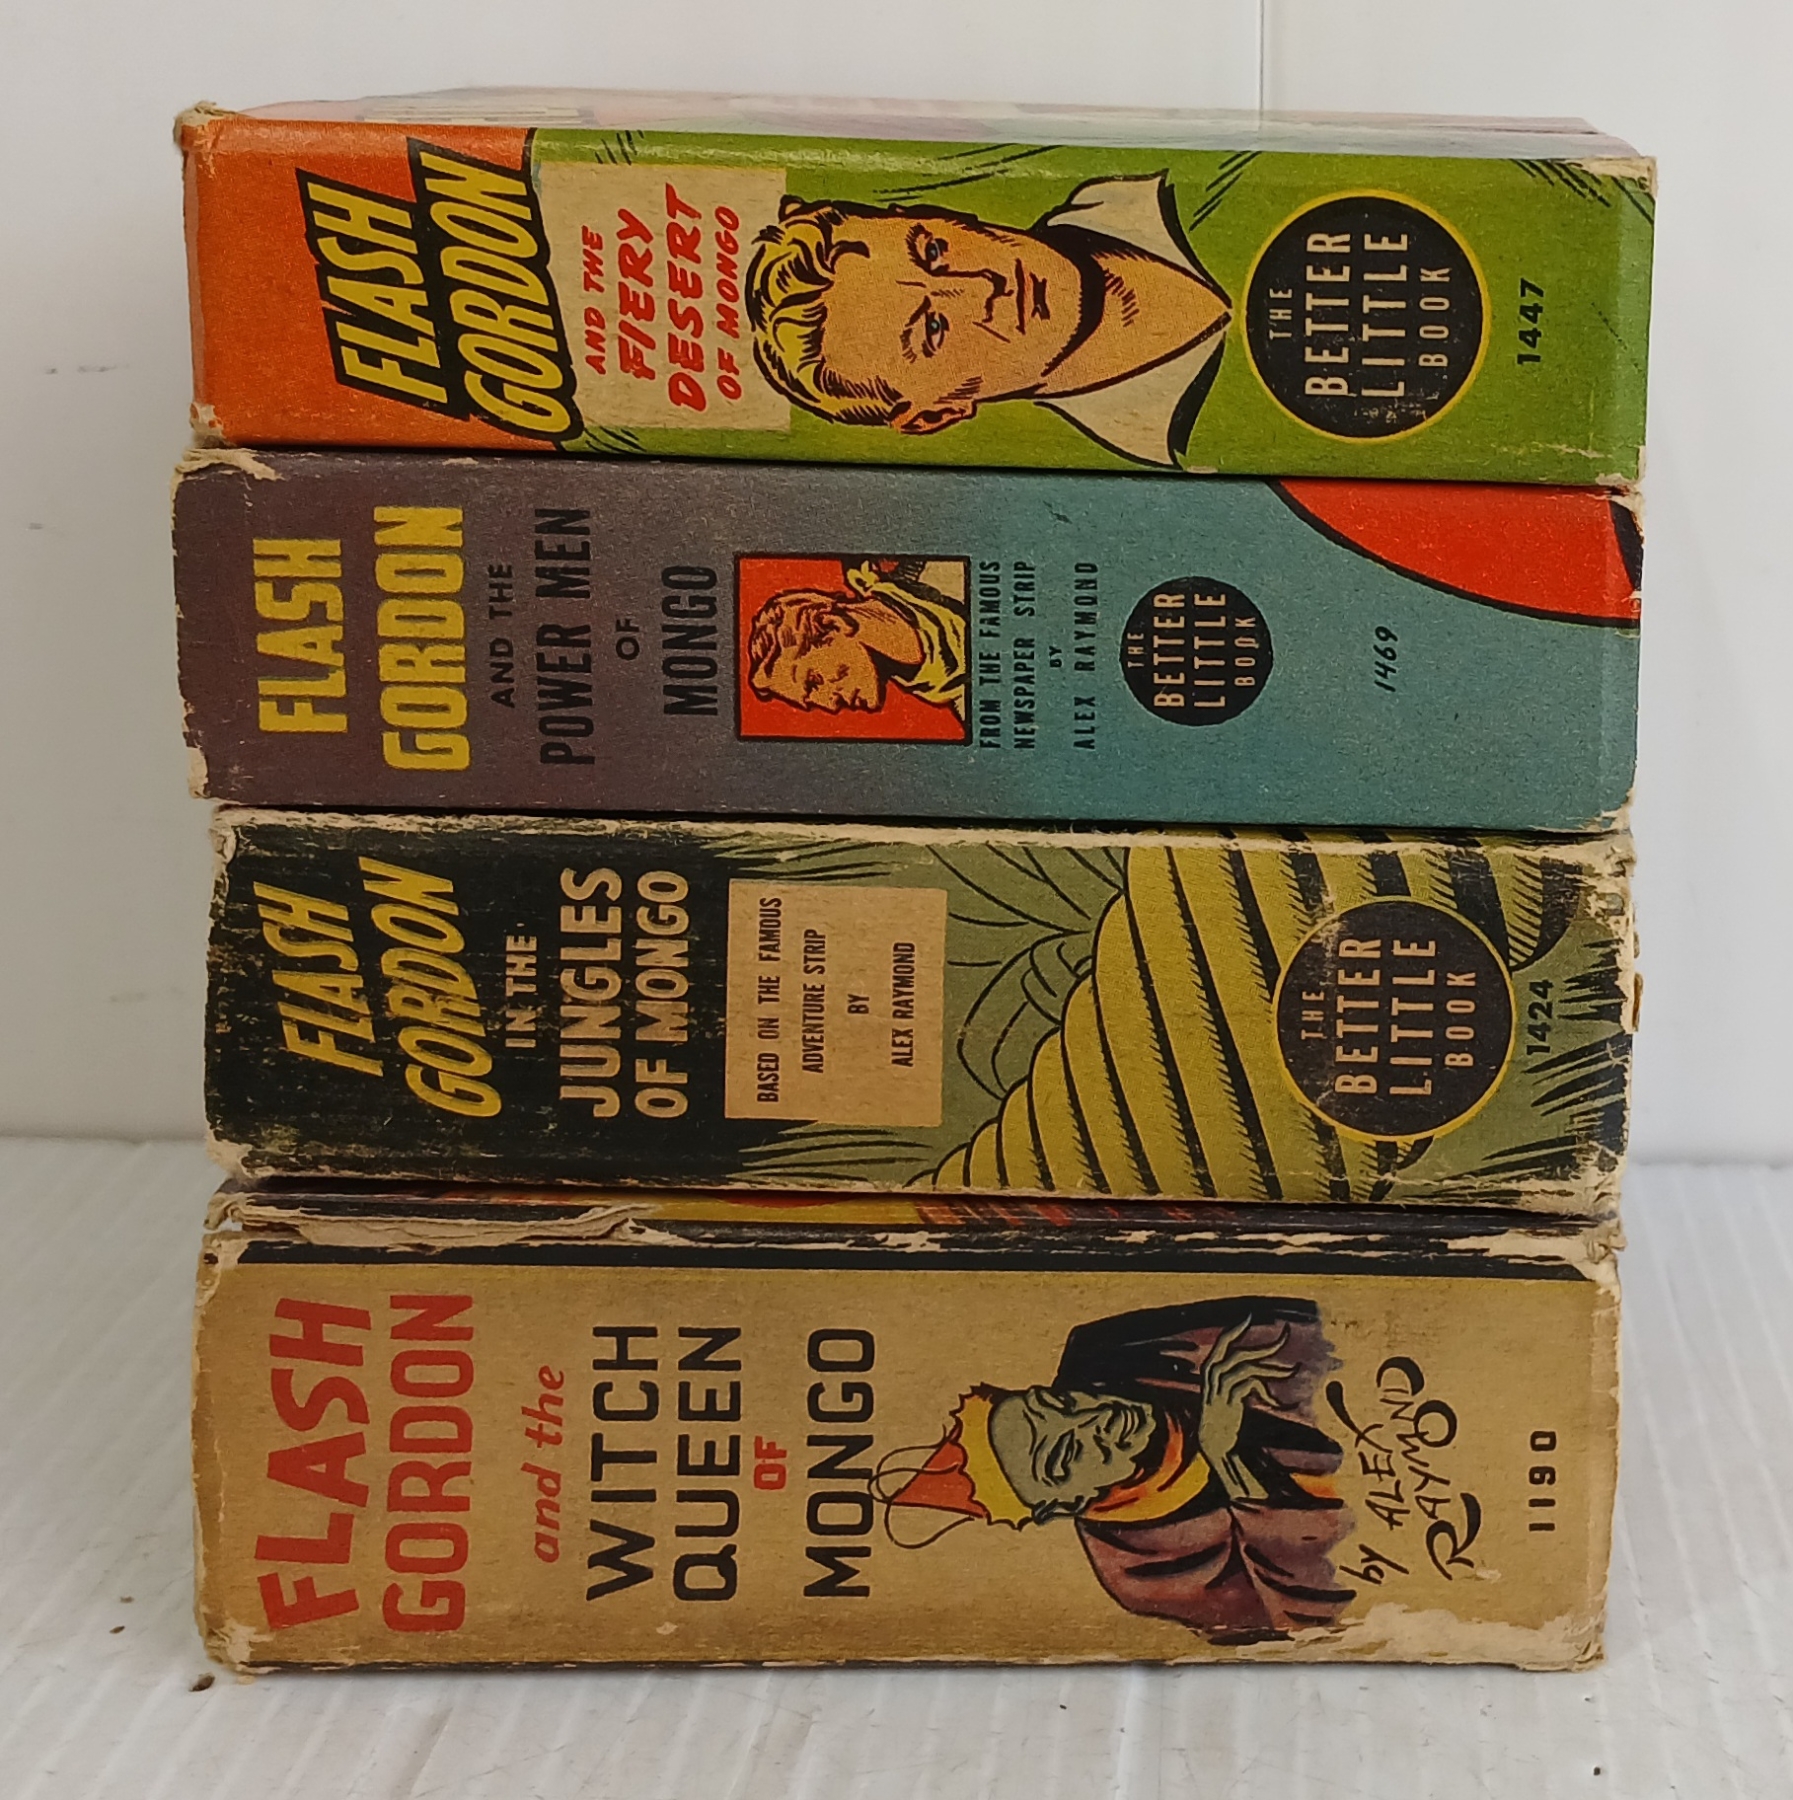 FLASH
GORDON
AND THE
FIERY
DESERT
OF MONGO
THE
BETTER
LITTLE
BOOK
1447
FLASH
GORDON
AND THE
POWER MEN
OF
MONGO
FROM THE FAMOUS
NEWSPAPER STRIP
BY
ALEX RAYMOND
THE
BETTER
LITTLE
BOOK
1469
FLASH
GORDON
IN THE
JUNGLES
OF MONGO
BASED ON THE FAMOUS
ADVENTURE STRIP
BY
ALEX RAYMOND
THE
BETTER
LITTLE
BOOK
1424
FLASH
GORDON
and the
WITCH
QUEEN
OF
MONGO
by ALEX
RAYMOND
1190